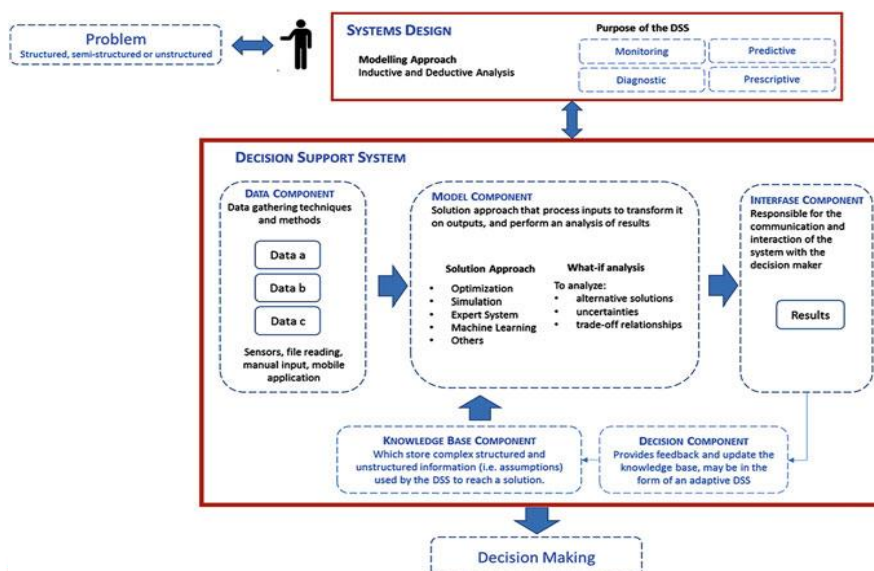 Problem
Structured, semi-structured or unstructured
SYSTEMS DESIGN
Modelling Approach
Inductive and Deductive Analysis
Purpose of the DSS
Monitoring
Predictive
Diagnostic
Prescriptive
DECISION SUPPORT SYSTEM
DATA COMPONENT
Data gathering techniques
and methods
Data a
Data b
Data c
Sensors, file reading,
manual input, mobile
application
MODEL COMPONENT
Solution approach that process inputs to transform it
on outputs, and perform an analysis of results
Solution Approach
• Optimization
• Simulation
• Expert System
• Machine Learning
• Others
What-if analysis
To analyze:
• alternative solutions
• uncertainties
• trade-off relationships
INTERFASE COMPONENT
Responsible for the
communication and
interaction of the
system with the
decision maker
Results
KNOWLEDGE BASE COMPONENT
Which store complex structured and
unstructured information (i.e. assumptions)
used by the DSS to reach a solution.
DECISION COMPONENT
Provides feedback and update the
knowledge base, may be in the
form of an adaptive DSS
Decision Making